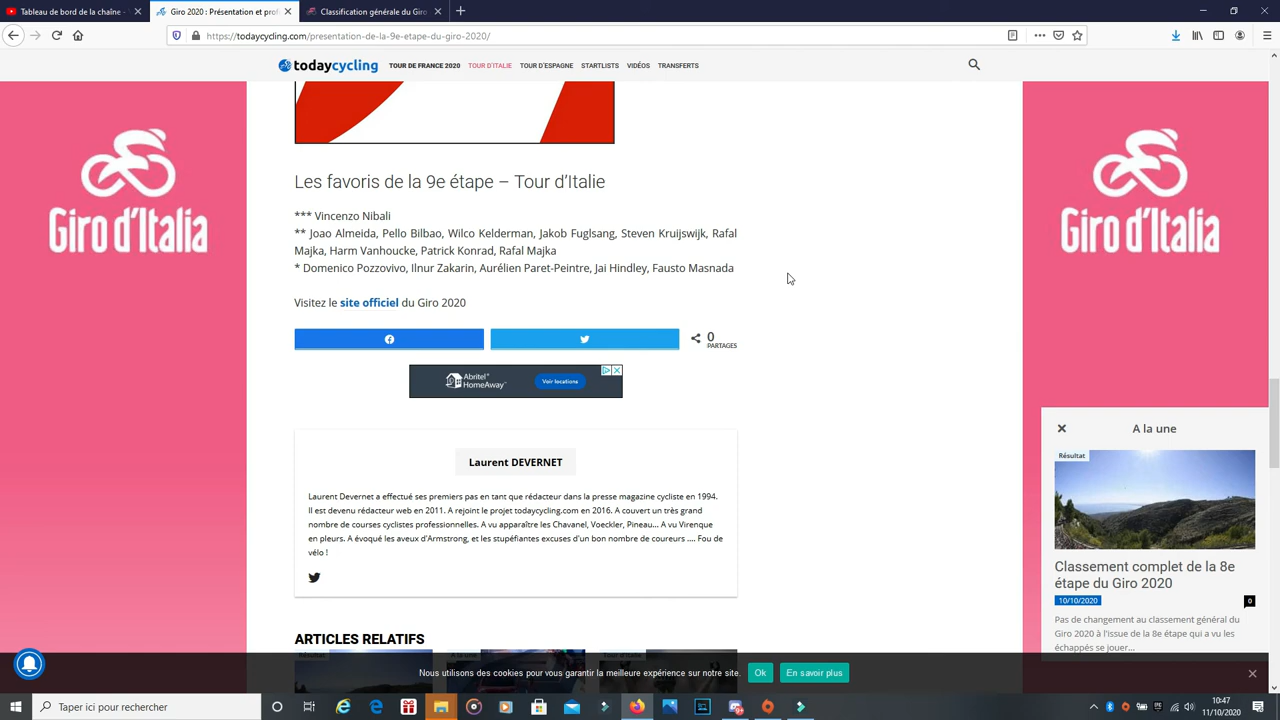 Tableau de bord de la chaîne -
Giro 2020 : Présentation et prof
Classification générale du Giro
https://todaycycling.com/presentation-de-la-9e-etape-du-giro-2020/
todaycycling
TOUR DE FRANCE 2020
TOUR D'ITALIE
TOUR D'ESPAGNE
STARTLISTS
VIDÉOS
TRANSFERTS
Giro d'Italia
Giro d'Italia
Les favoris de la 9e étape – Tour d'Italie
*** Vincenzo Nibali
** Joao Almeida, Pello Bilbao, Wilco Kelderman, Jakob Fuglsang, Steven Kruijswijk, Rafal
Majka, Harm Vanhoucke, Patrick Konrad, Rafal Majka
* Domenico Pozzovivo, Ilnur Zakarin, Aurélien Paret-Peintre, Jai Hindley, Fausto Masnada
Visitez le site officiel du Giro 2020
0
PARTAGES
Abritel
HomeAway
Voir locations
Laurent DEVERNET
Laurent Devernet a effectué ses premiers pas en tant que rédacteur dans la presse magazine cycliste en 1994.
Il est devenu rédacteur web en 2011. A rejoint le projet todaycycling.com en 2016. A couvert un très grand
nombre de courses cyclistes professionnelles. A vu apparaître les Chavanel, Voeckler, Pineau... A vu Virenque
en pleurs. A évoqué les aveux d'Armstrong, et les stupéfiantes excuses d'un bon nombre de coureurs .... Fou de
vélo !
ARTICLES RELATIFS
A la une
Résultat
Classement complet de la 8e
étape du Giro 2020
10/10/2020
0
Pas de changement au classement général du
Giro 2020 à l'issue de la 8e étape qui a vu les
échappés se jouer...
Nous utilisons des cookies pour vous garantir la meilleure expérience sur notre site.
Ok
En savoir plus
Taper ici pour rechercher
10:47
11/10/2020